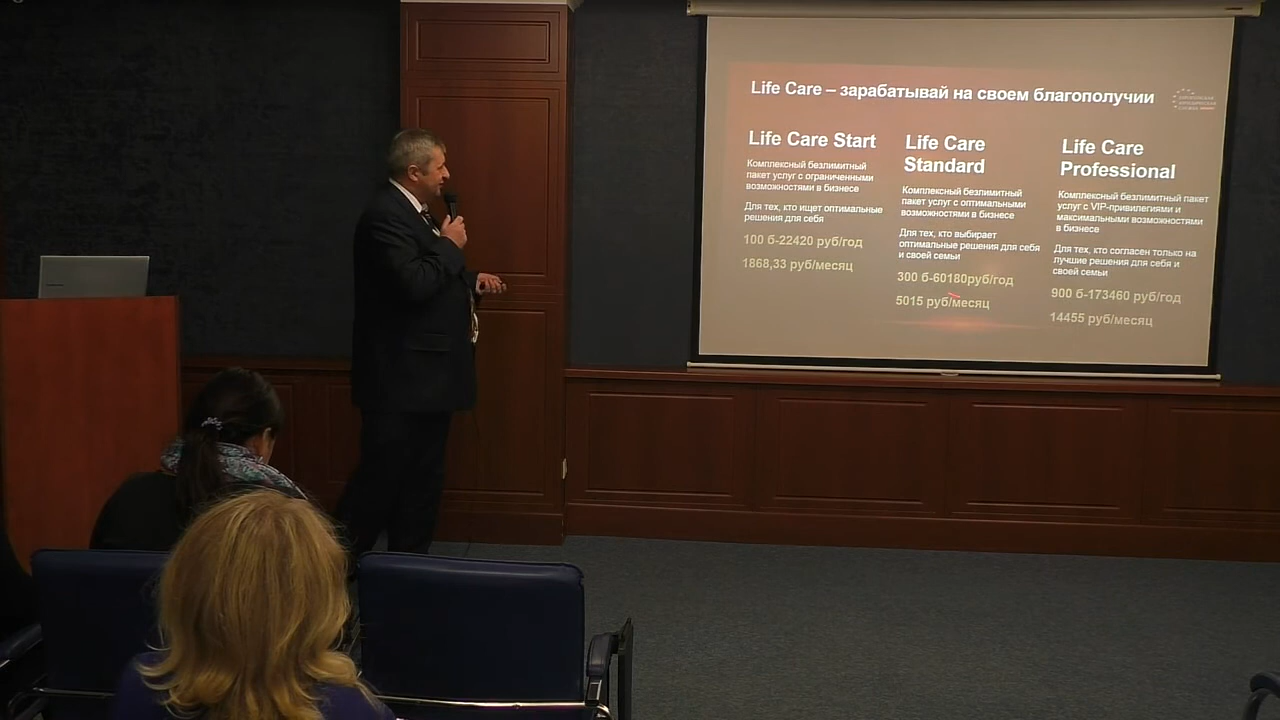 Life Care – зарабатывай на своем благополучии
ЕВРОПЕЙСКАЯ
ЮРИДИЧЕСКАЯ
СЛУЖБА
Life Care Start
Комплексный безлимитный
пакет услуг с ограниченными
возможностями в бизнесе
Для тех, кто ищет оптимальные
решения для себя
100 б-22420 руб/год
1868,33 руб/месяц
Life Care
Standard
Комплексный безлимитный
пакет услуг с оптимальными
возможностями в бизнесе
Для тех, кто выбирает
оптимальные решения для себя
и своей семьи
300 б-60180руб/год
5015 руб/месяц
Life Care
Professional
Комплексный безлимитный пакет
услуг с VIP-привилегиями и
максимальными возможностями
в бизнесе
Для тех, кто согласен только на
лучшие решения для себя и
своей семьи
900 б-173460 руб/год
14455 руб/месяц